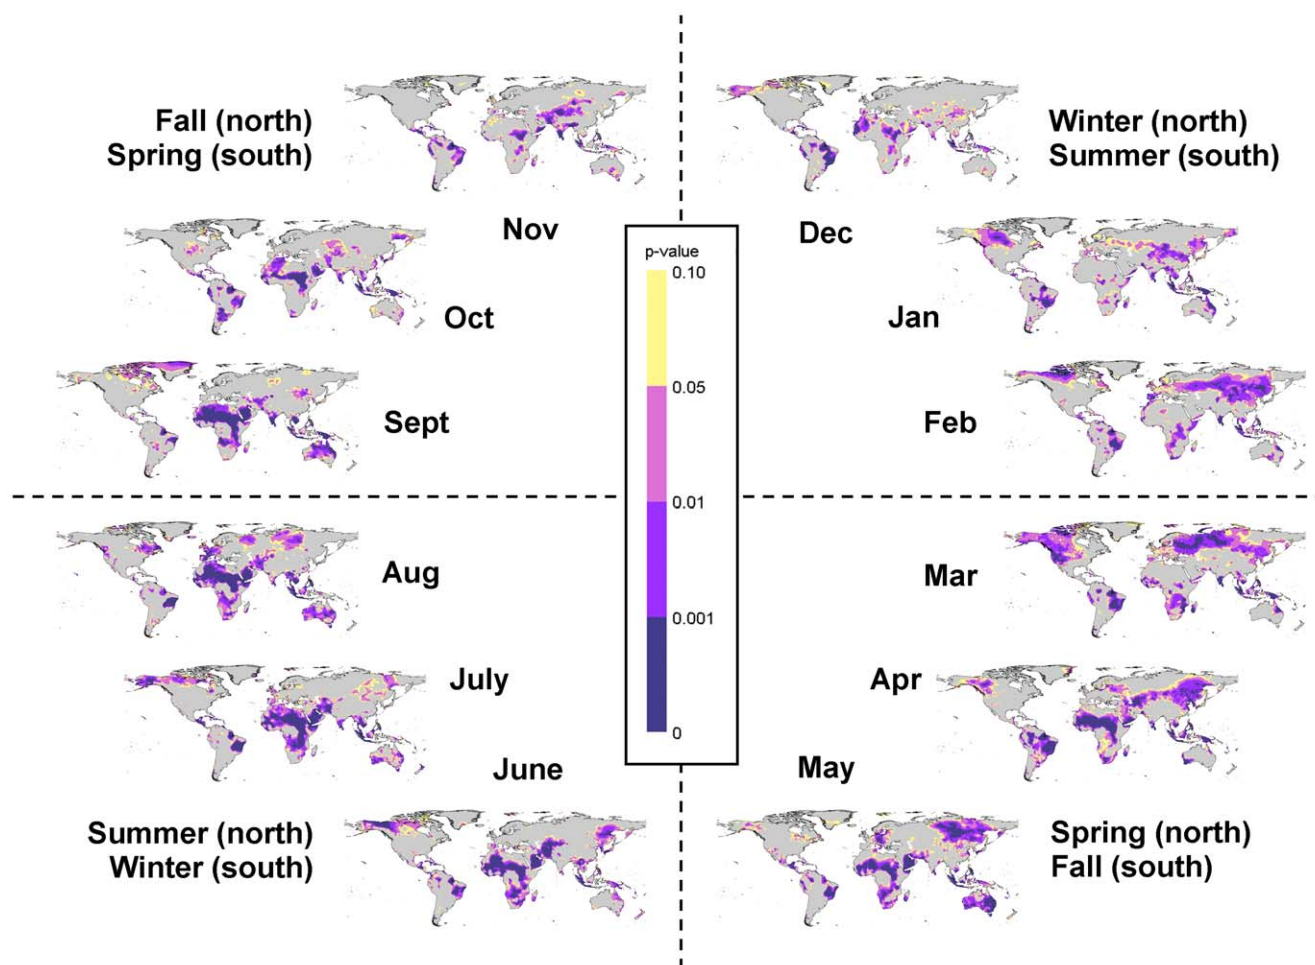 Fall (north)
Spring (south)
Winter (north)
Summer (south)
Nov
Dec
Oct
Jan
Sept
Feb
p-value
0.10
0.05
0.01
0.001
0
Aug
Mar
July
Apr
June
May
Summer (north)
Winter (south)
Spring (north)
Fall (south)